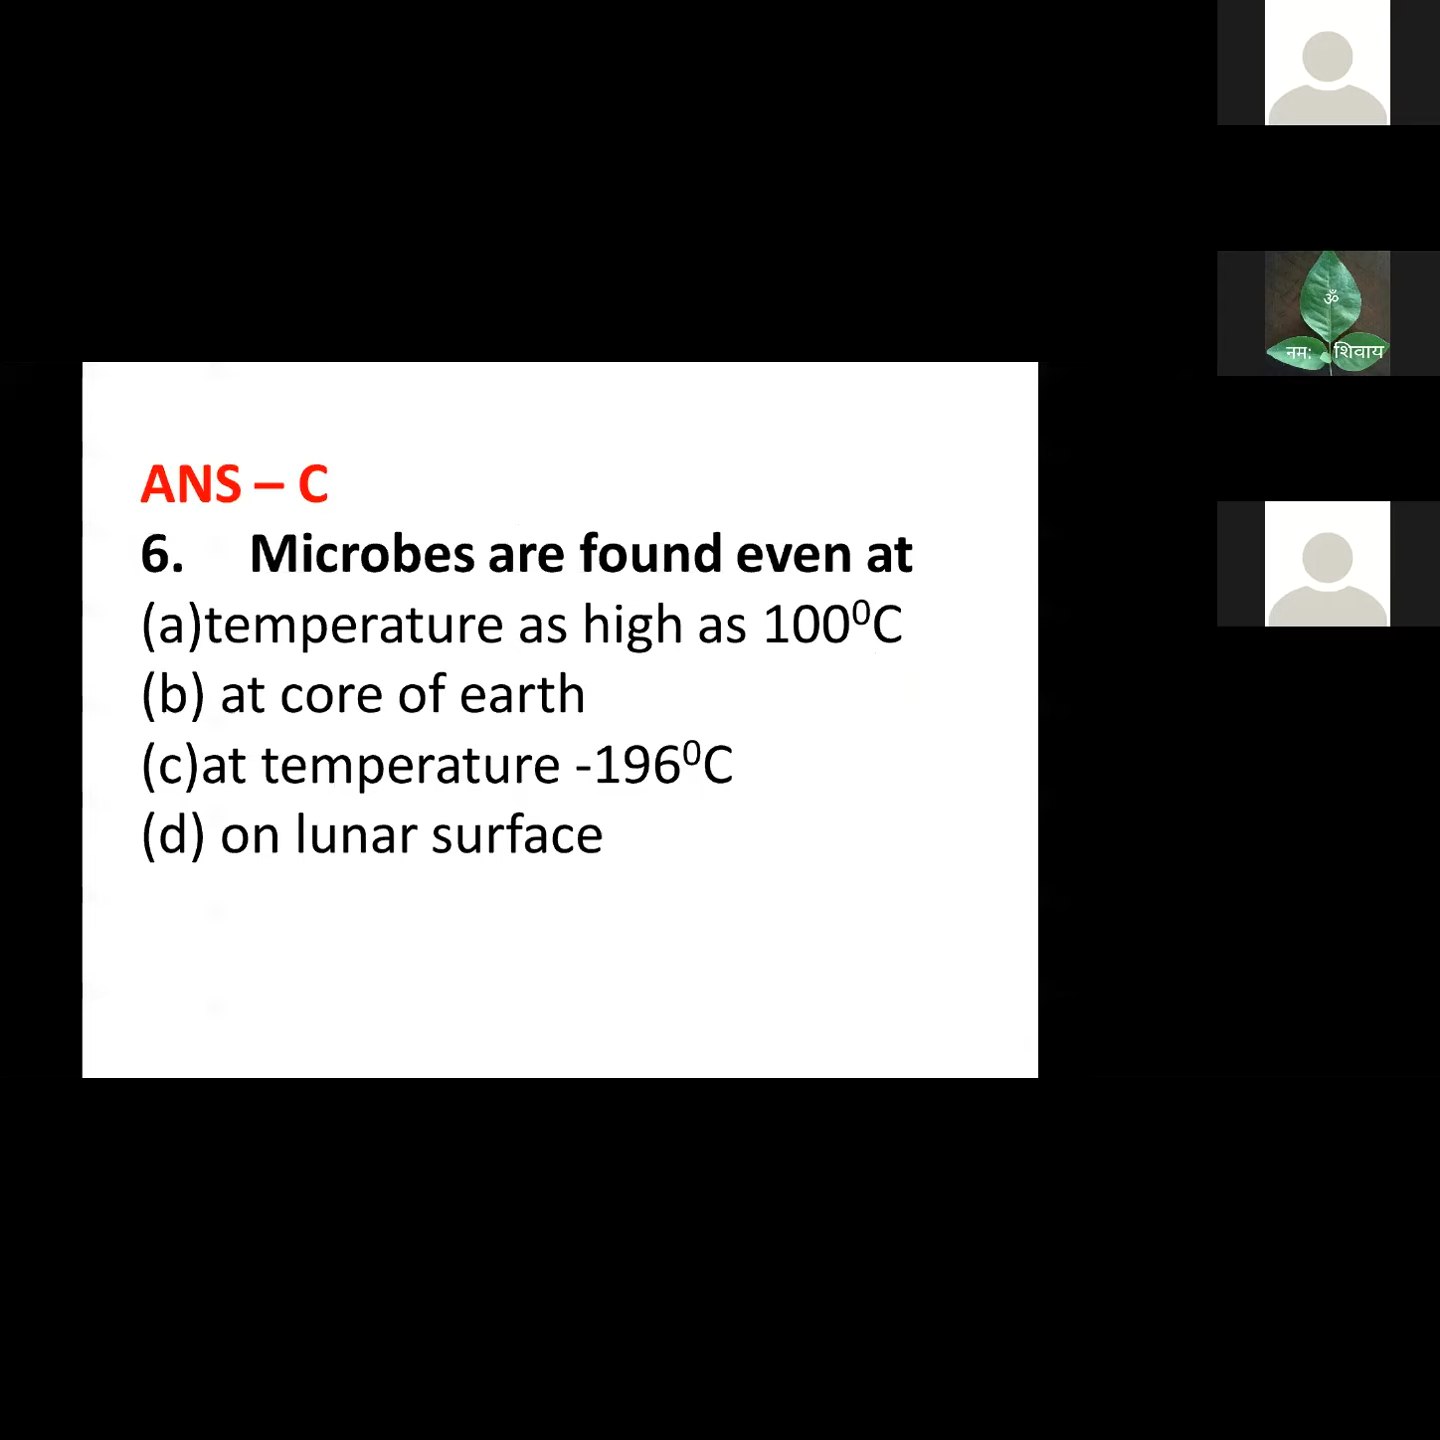 ANS – C
6. Microbes are found even at
(a)temperature as high as 100⁰C
(b) at core of earth
(c)at temperature -196⁰C
(d) on lunar surface
ॐ
नम: शिवाय